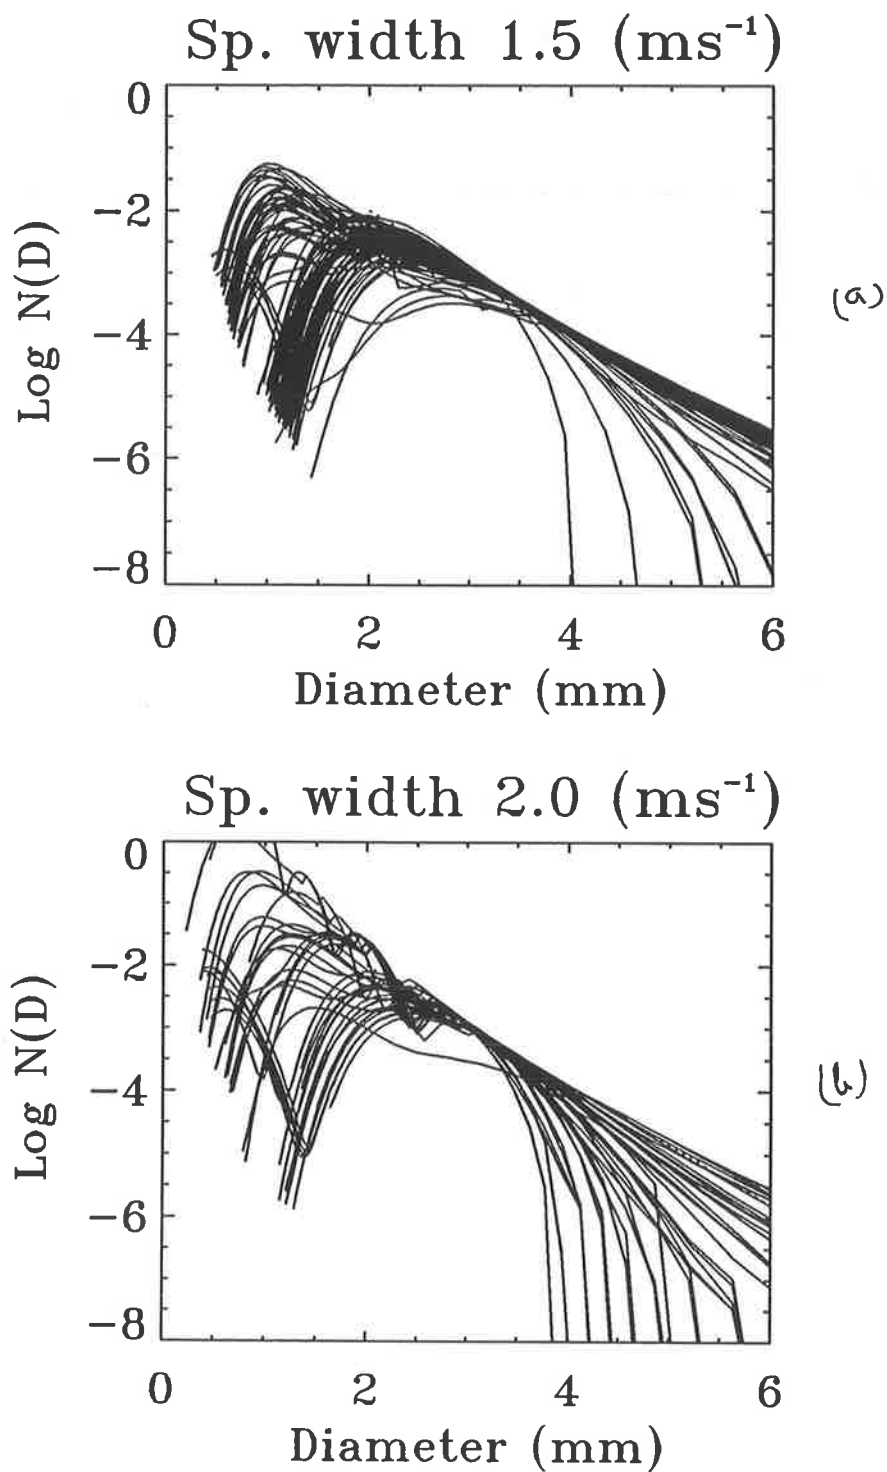 Sp. width 1.5 (ms⁻¹)
0
−2
−4
−6
−8
Log N(D)
0 2 4 6
Diameter (mm)
(a)
Sp. width 2.0 (ms⁻¹)
0
−2
−4
−6
−8
Log N(D)
0 2 4 6
Diameter (mm)
(b)